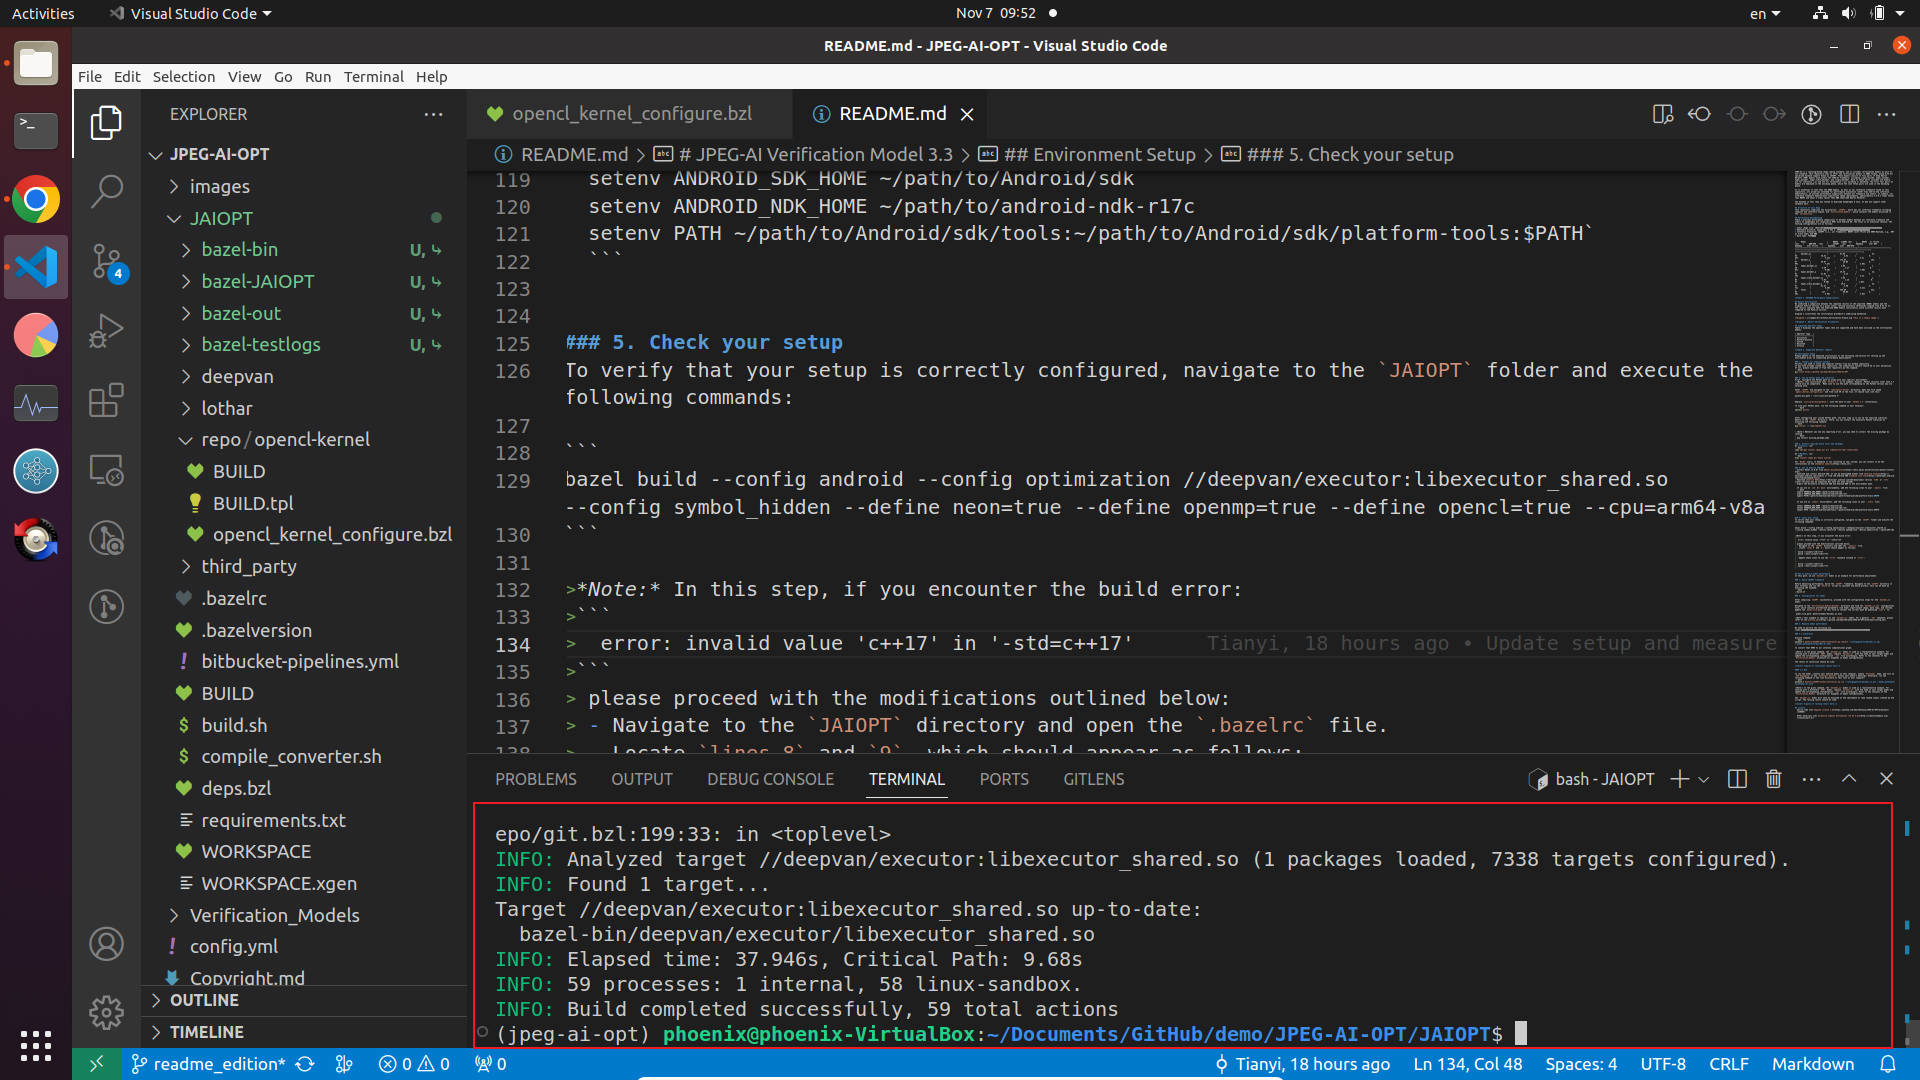 Activities
Visual Studio Code
Nov 7 09:52
en
README.md - JPEG-AI-OPT - Visual Studio Code
File Edit Selection View Go Run Terminal Help
EXPLORER
JPEG-AI-OPT
images
JAIOPT
bazel-bin U,
bazel-JAIOPT U,
bazel-out U,
bazel-testlogs U,
deepvan
lothar
repo / opencl-kernel
BUILD
BUILD.tpl
opencl_kernel_configure.bzl
third_party
.bazelrc
.bazelversion
bitbucket-pipelines.yml
BUILD
build.sh
compile_converter.sh
deps.bzl
requirements.txt
WORKSPACE
WORKSPACE.xgen
Verification_Models
config.yml
Copyright.md
OUTLINE
TIMELINE
4
opencl_kernel_configure.bzl
README.md
README.md > # JPEG-AI Verification Model 3.3 > ## Environment Setup > ### 5. Check your setup
119 setenv ANDROID_SDK_HOME ~/path/to/Android/sdk
120 setenv ANDROID_NDK_HOME ~/path/to/android-ndk-r17c
121 setenv PATH ~/path/to/Android/sdk/tools:~/path/to/Android/sdk/platform-tools:$PATH`
122 ```
123
124
125 ### 5. Check your setup
126 To verify that your setup is correctly configured, navigate to the `JAIOPT` folder and execute the
following commands:
127
128 ```
129 bazel build --config android --config optimization //deepvan/executor:libexecutor_shared.so
--config symbol_hidden --define neon=true --define openmp=true --define opencl=true --cpu=arm64-v8a
130 ```
131
132 >*Note:* In this step, if you encounter the build error:
133 >```
134 >  error: invalid value 'c++17' in '-std=c++17' Tianyi, 18 hours ago • Update setup and measure
135 >```
136 > please proceed with the modifications outlined below:
137 > - Navigate to the `JAIOPT` directory and open the `.bazelrc` file.
138 > - Locate `lines 8` and `9`, which should appear as follows:
PROBLEMS OUTPUT DEBUG CONSOLE TERMINAL PORTS GITLENS
bash - JAIOPT
epo/git.bzl:199:33: in <toplevel>
INFO: Analyzed target //deepvan/executor:libexecutor_shared.so (1 packages loaded, 7338 targets configured).
INFO: Found 1 target...
Target //deepvan/executor:libexecutor_shared.so up-to-date:
bazel-bin/deepvan/executor/libexecutor_shared.so
INFO: Elapsed time: 37.946s, Critical Path: 9.68s
INFO: 59 processes: 1 internal, 58 linux-sandbox.
INFO: Build completed successfully, 59 total actions
(jpeg-ai-opt) phoenix@phoenix-VirtualBox:~/Documents/GitHub/demo/JPEG-AI-OPT/JAIOPT$
readme_edition* 0 0 0
Tianyi, 18 hours ago Ln 134, Col 48 Spaces: 4 UTF-8 CRLF Markdown